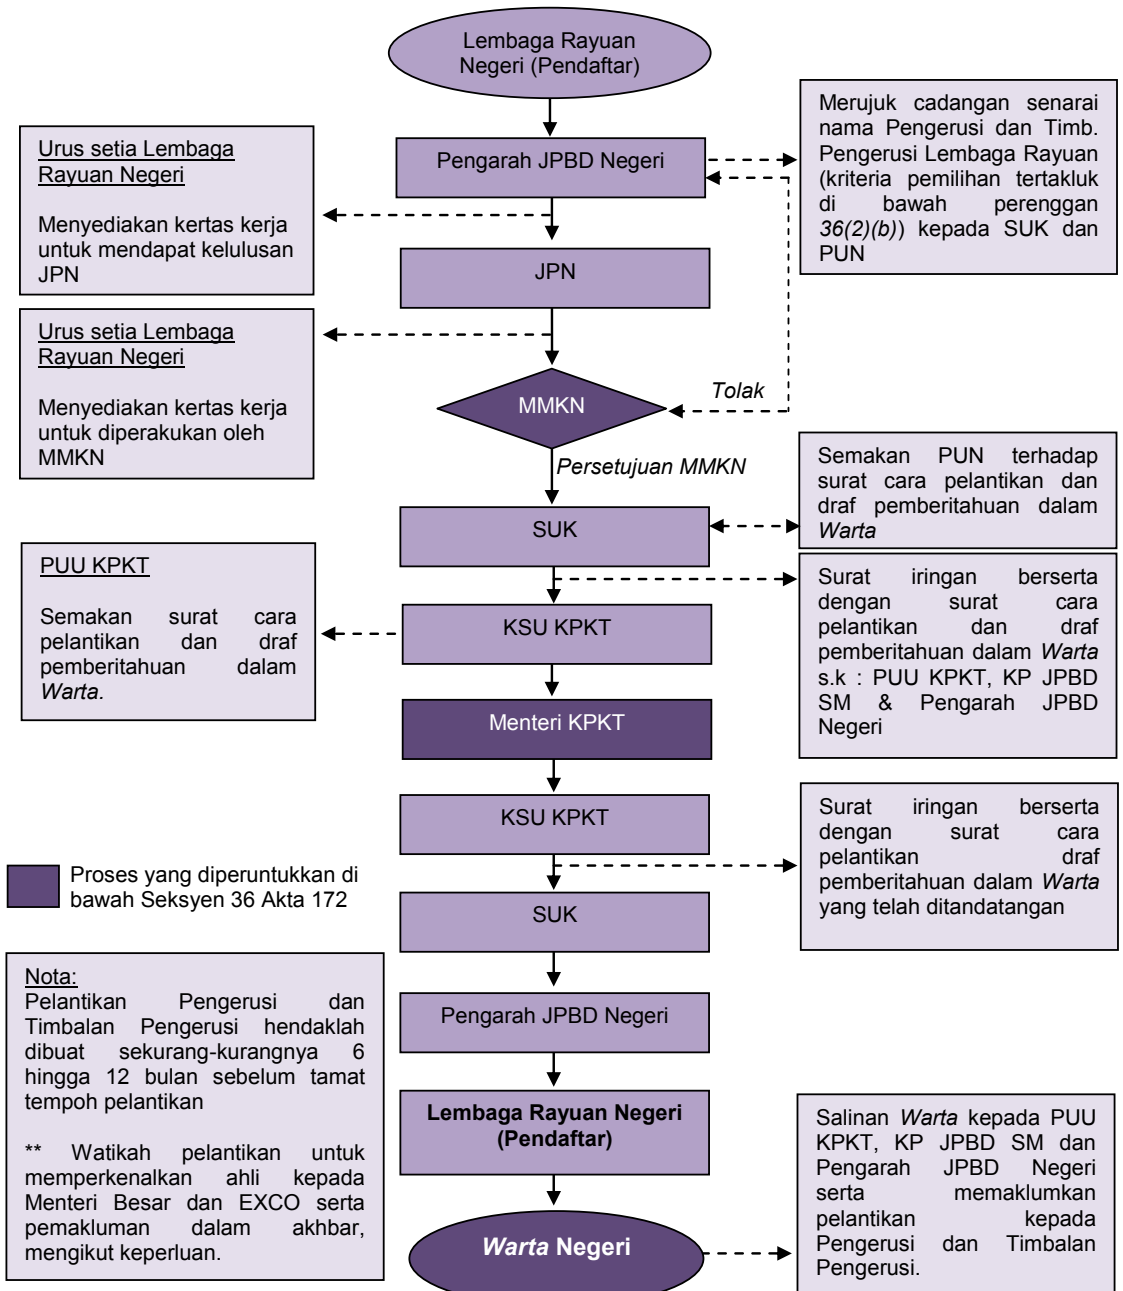 Lembaga Rayuan
Negeri (Pendaftar)
Pengarah JPBD Negeri
Merujuk cadangan senarai
nama Pengerusi dan Timb.
Pengerusi Lembaga Rayuan
(kriteria pemilihan tertakluk
di bawah perenggan
36(2)(b)) kepada SUK dan
PUN
Urus setia Lembaga
Rayuan Negeri
Menyediakan kertas kerja
untuk mendapat kelulusan
JPN
JPN
Urus setia Lembaga
Rayuan Negeri
Menyediakan kertas kerja
untuk diperakukan oleh
MMKN
MMKN
Tolak
Persetujuan MMKN
SUK
Semakan PUN terhadap
surat cara pelantikan dan
draf pemberitahuan dalam
Warta
Surat iringan berserta
dengan surat cara
pelantikan dan draf
pemberitahuan dalam Warta
s.k : PUU KPKT, KP JPBD
SM & Pengarah JPBD
Negeri
KSU KPKT
PUU KPKT
Semakan surat cara
pelantikan dan draf
pemberitahuan dalam
Warta.
Menteri KPKT
KSU KPKT
Surat iringan berserta
dengan surat cara
pelantikan draf
pemberitahuan dalam Warta
yang telah ditandatangan
Proses yang diperuntukkan di
bawah Seksyen 36 Akta 172
SUK
Pengarah JPBD Negeri
Nota:
Pelantikan Pengerusi dan
Timbalan Pengerusi hendaklah
dibuat sekurang-kurangnya 6
hingga 12 bulan sebelum tamat
tempoh pelantikan
** Watikah pelantikan untuk
memperkenalkan ahli kepada
Menteri Besar dan EXCO serta
pemakluman dalam akhbar,
mengikut keperluan.
Lembaga Rayuan Negeri
(Pendaftar)
Warta Negeri
Salinan Warta kepada PUU
KPKT, KP JPBD SM dan
Pengarah JPBD Negeri
serta memaklumkan
pelantikan kepada
Pengerusi dan Timbalan
Pengerusi.